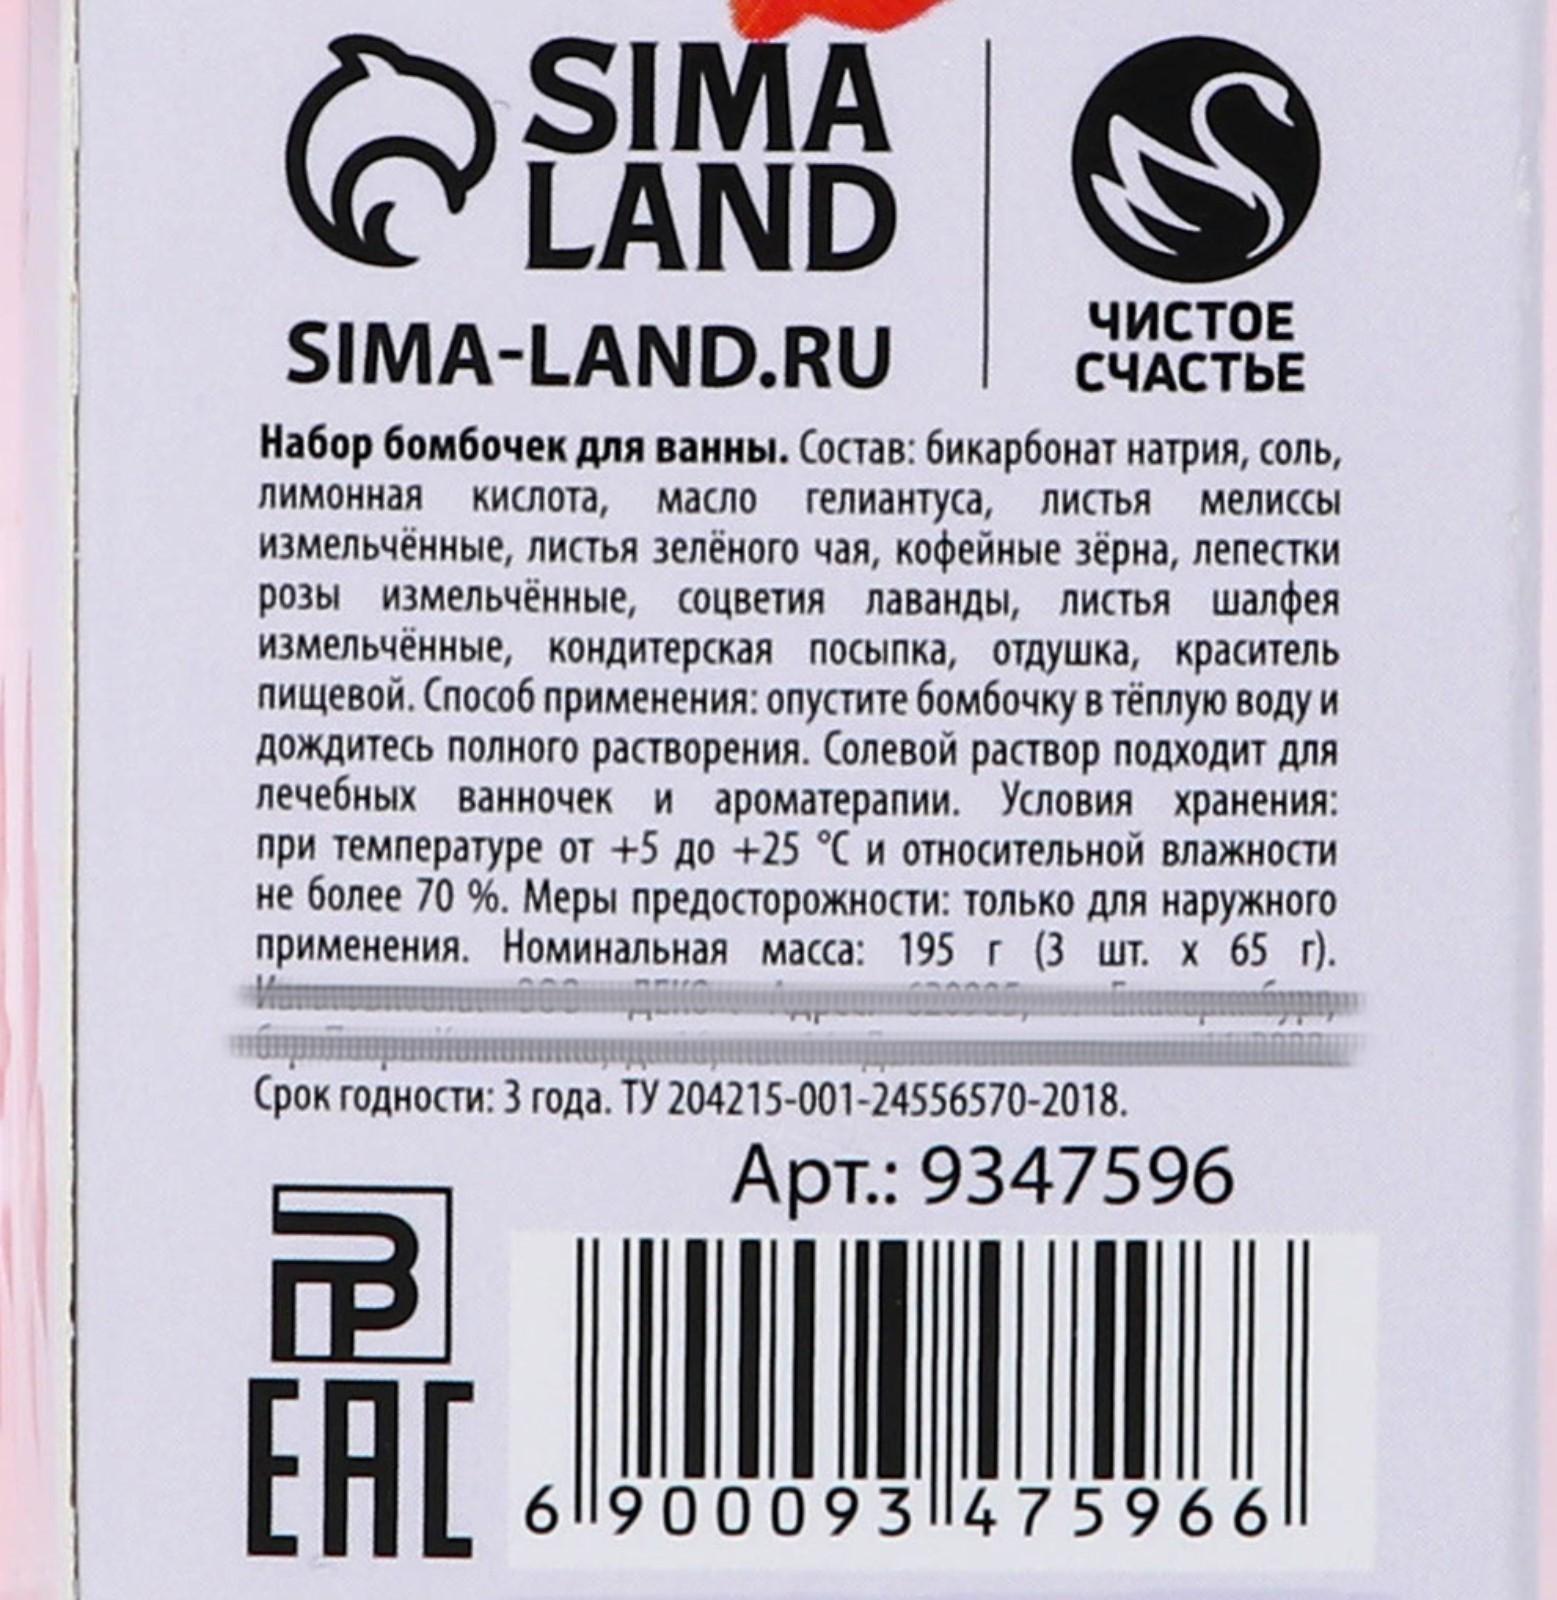 SIMA
LAND
SIMA-LAND.RU
ЧИСТОЕ
СЧАСТЬЕ
Набор бомбочек для ванны. Состав: бикарбонат натрия, соль,
лимонная кислота, масло гелиантуса, листья мелиссы
измельчённые, листья зелёного чая, кофейные зёрна, лепестки
розы измельчённые, соцветия лаванды, листья шалфея
измельчённые, кондитерская посыпка, отдушка, краситель
пищевой. Способ применения: опустите бомбочку в тёплую воду и
дождитесь полного растворения. Солевой раствор подходит для
лечебных ванночек и ароматерапии. Условия хранения:
при температуре от +5 до +25 °С и относительной влажности
не более 70 %. Меры предосторожности: только для наружного
применения. Номинальная масса: 195 г (3 шт. х 65 г).
Срок годности: 3 года. ТУ 204215-001-24556570-2018.
Арт.: 9347596
РВ
ЕАС
6 900093 475966